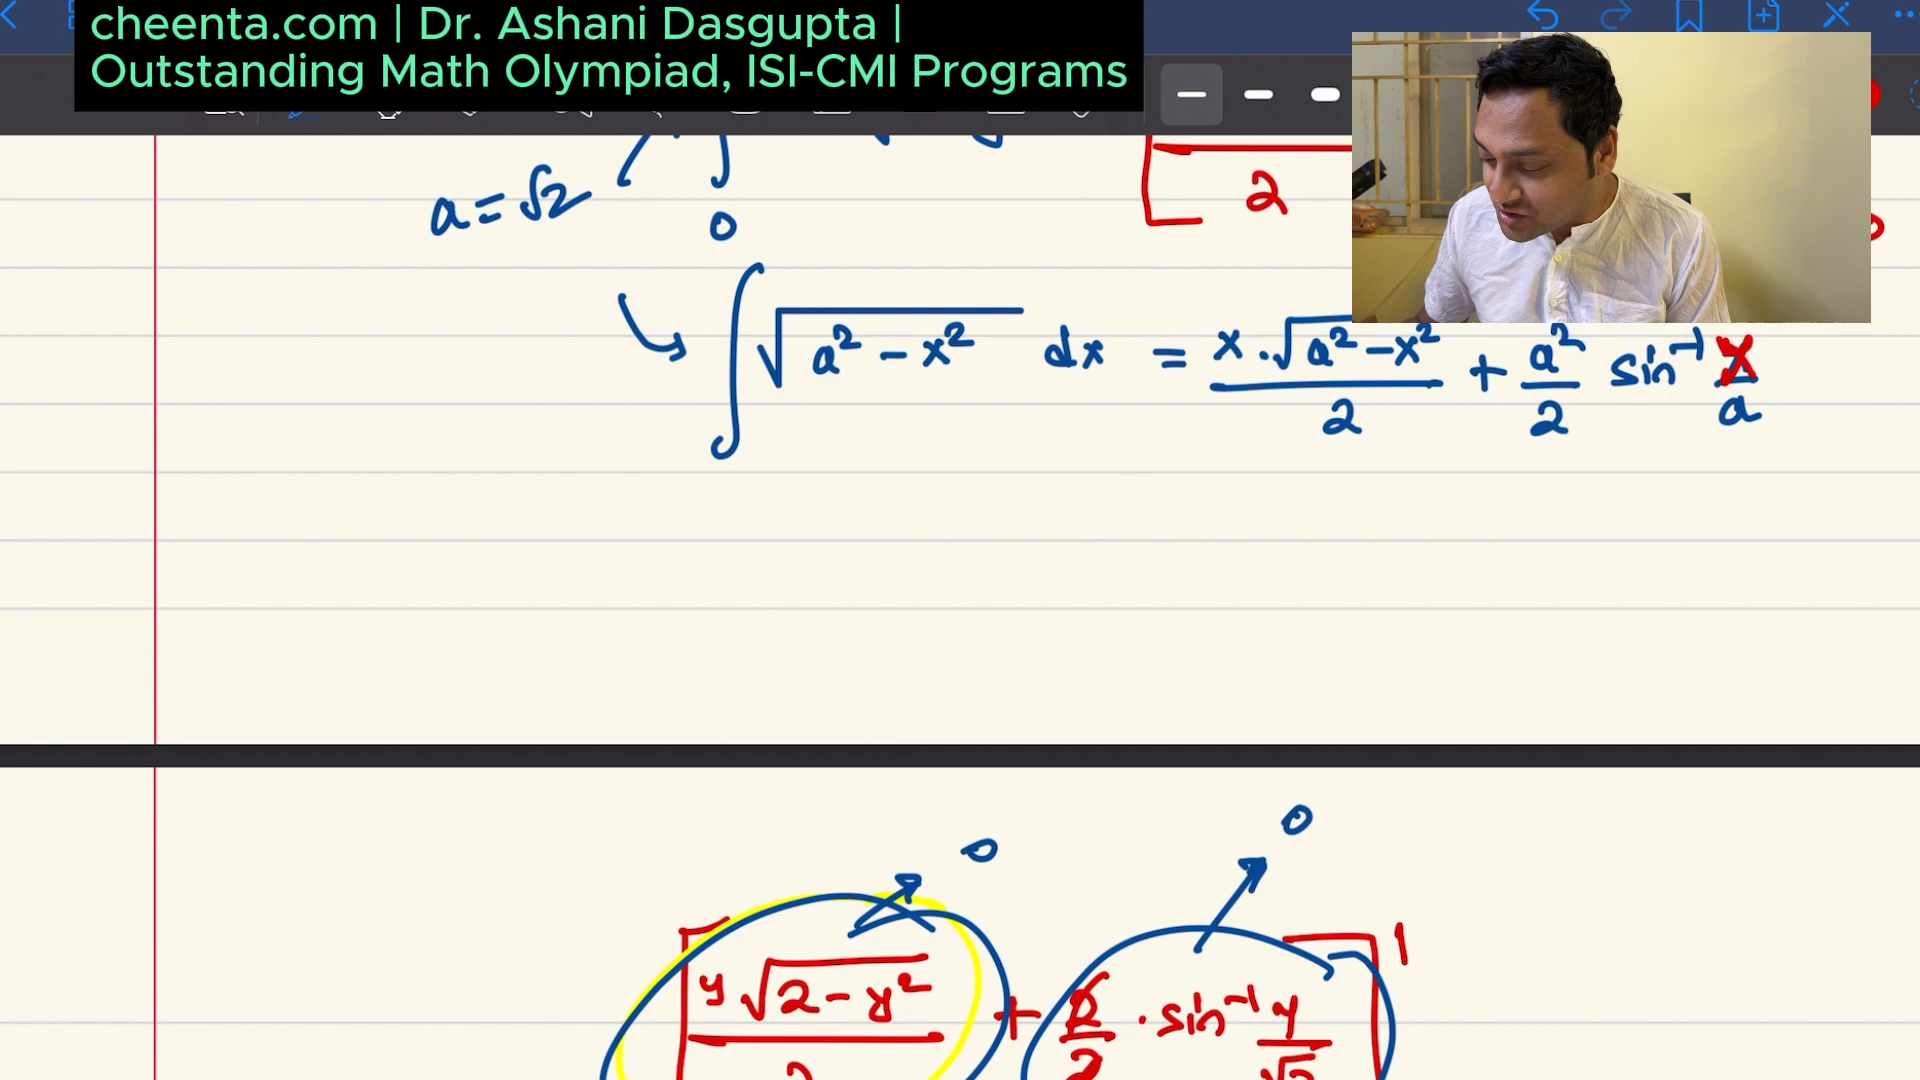 cheenta.com | Dr. Ashani Dasgupta |
Outstanding Math Olympiad, ISI-CMI Programs
a = √2
0
2
∫ √(a² - x²) dx = x · √(a² - x²) / 2 + a² / 2 sin⁻¹ x / a
0 0
y √(2 - y²) / 2 + 2 / 2 · sin⁻¹ y / √2 1